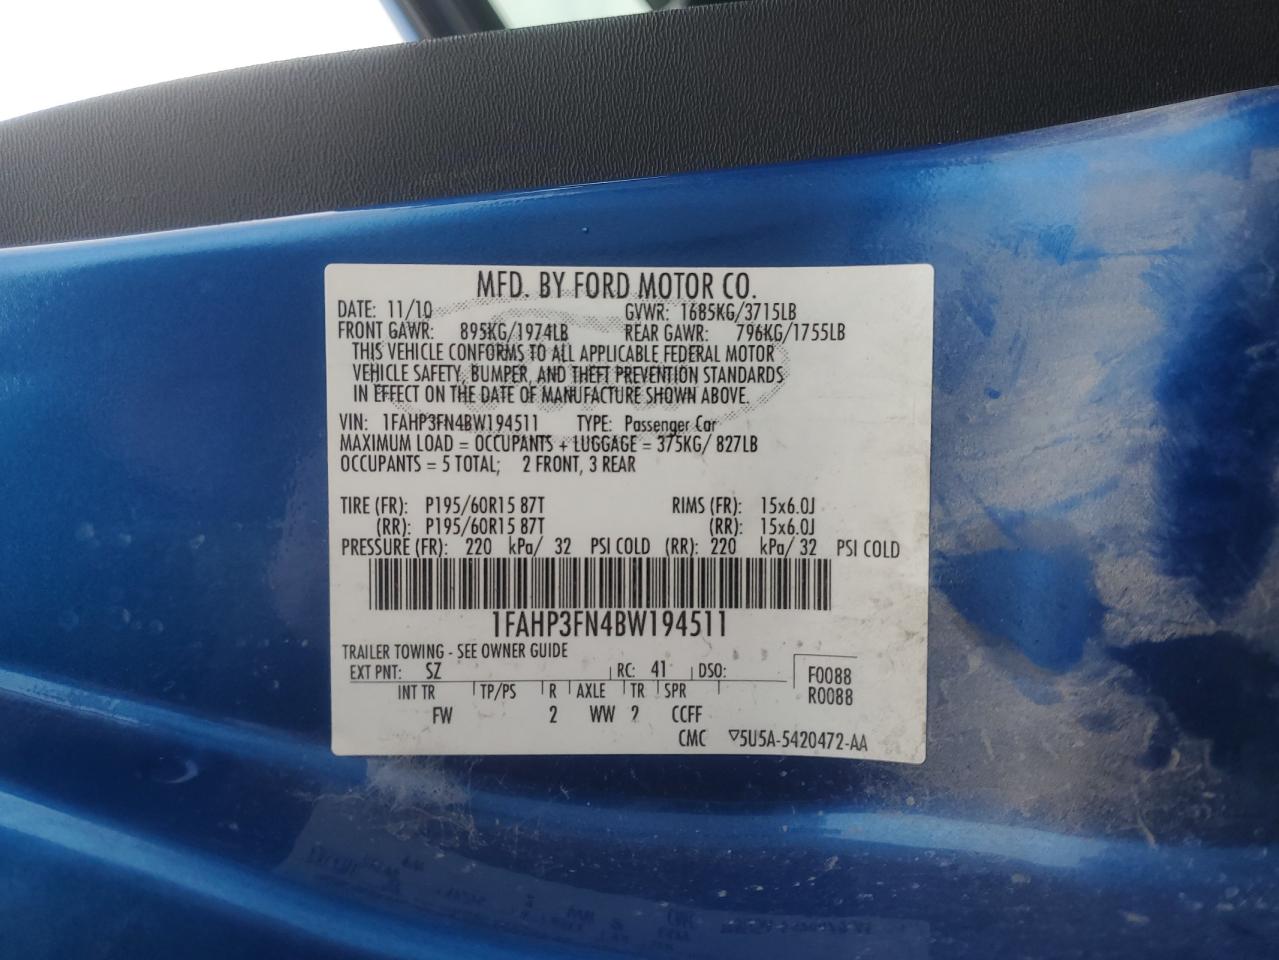 MFD. BY FORD MOTOR CO.
DATE: 11/10 GVWR: 1685KG/3715LB
FRONT GAWR: 895KG/1974LB REAR GAWR: 796KG/1755LB
THIS VEHICLE CONFORMS TO ALL APPLICABLE FEDERAL MOTOR
VEHICLE SAFETY, BUMPER, AND THEFT PREVENTION STANDARDS
IN EFFECT ON THE DATE OF MANUFACTURE SHOWN ABOVE.
VIN: 1FAHP3FN4BW194511 TYPE: Passenger Car
MAXIMUM LOAD = OCCUPANTS + LUGGAGE = 375KG/ 827LB
OCCUPANTS = 5 TOTAL; 2 FRONT, 3 REAR
TIRE (FR): P195/60R15 87T RIMS (FR): 15x6.0J
(RR): P195/60R15 87T (RR): 15x6.0J
PRESSURE (FR): 220 kPa/ 32 PSI COLD (RR): 220 kPa/ 32 PSI COLD
1FAHP3FN4BW194511
TRAILER TOWING - SEE OWNER GUIDE
EXT PNT: SZ RC: 41 DSO: F0088
INT TR TP/PS R AXLE TR SPR R0088
FW 2 WW 2 CCFF
CMC ▽5U5A-5420472-AA